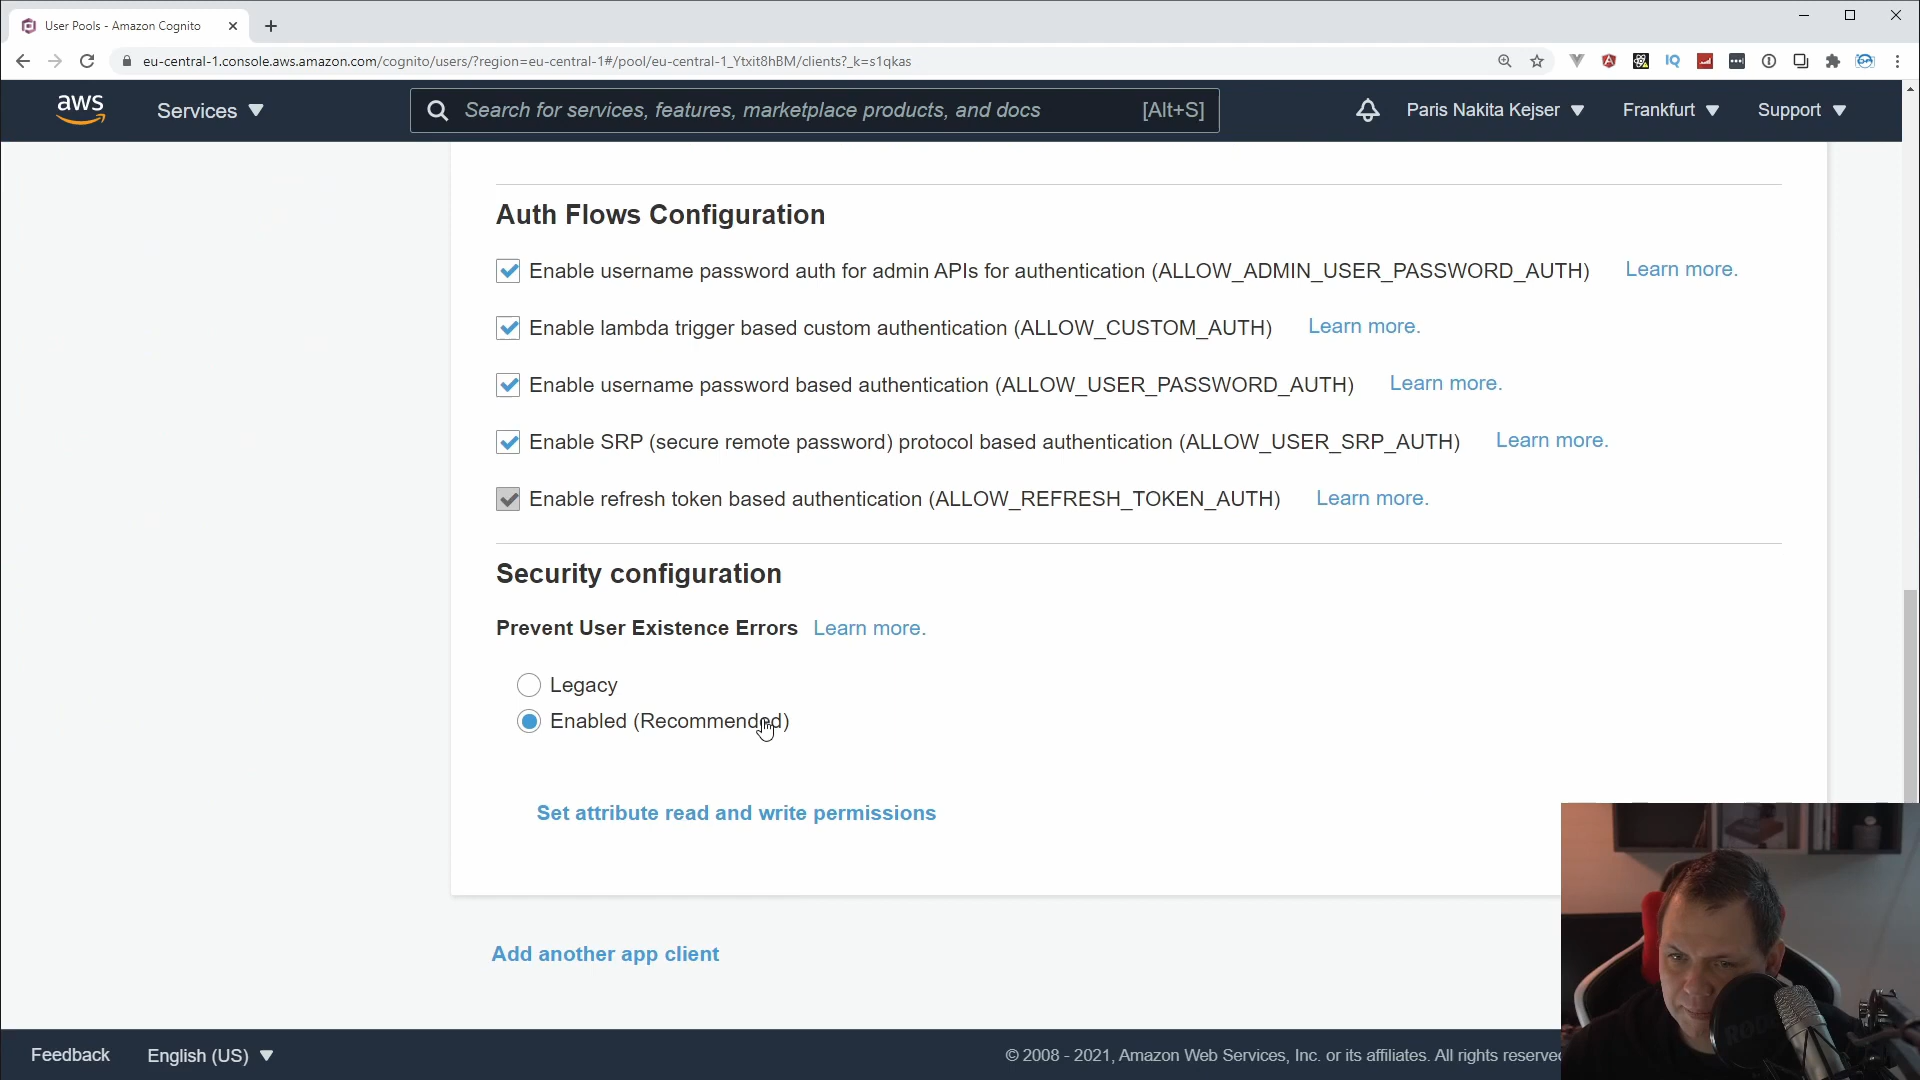 User Pools - Amazon Cognito
eu-central-1.console.aws.amazon.com/cognito/users/?region=eu-central-1#/pool/eu-central-1_Ytxit8hBM/clients?_k=s1qkas
IQ
aws
Services
Search for services, features, marketplace products, and docs
[Alt+S]
Paris Nakita Kejser
Frankfurt
Support
Auth Flows Configuration
Enable username password auth for admin APIs for authentication (ALLOW_ADMIN_USER_PASSWORD_AUTH) Learn more.
Enable lambda trigger based custom authentication (ALLOW_CUSTOM_AUTH) Learn more.
Enable username password based authentication (ALLOW_USER_PASSWORD_AUTH) Learn more.
Enable SRP (secure remote password) protocol based authentication (ALLOW_USER_SRP_AUTH) Learn more.
Enable refresh token based authentication (ALLOW_REFRESH_TOKEN_AUTH) Learn more.
Security configuration
Prevent User Existence Errors Learn more.
Legacy
Enabled (Recommended)
Set attribute read and write permissions
Add another app client
Feedback
English (US)
© 2008 - 2021, Amazon Web Services, Inc. or its affiliates. All rights reserve